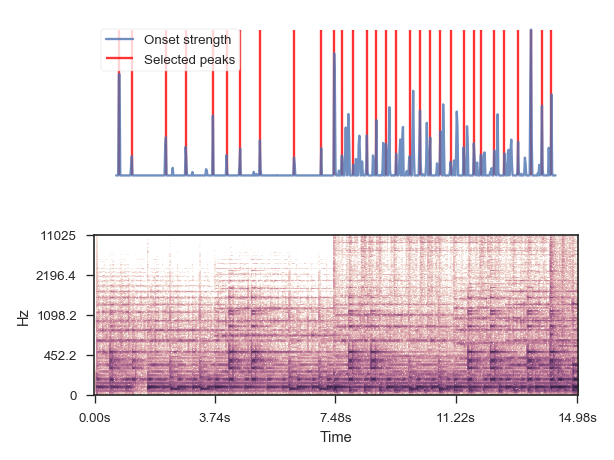 Onset strength
Selected peaks
11025
2196.4
1098.2
452.2
0
Hz
0.00s
3.74s
7.48s
11.22s
14.98s
Time